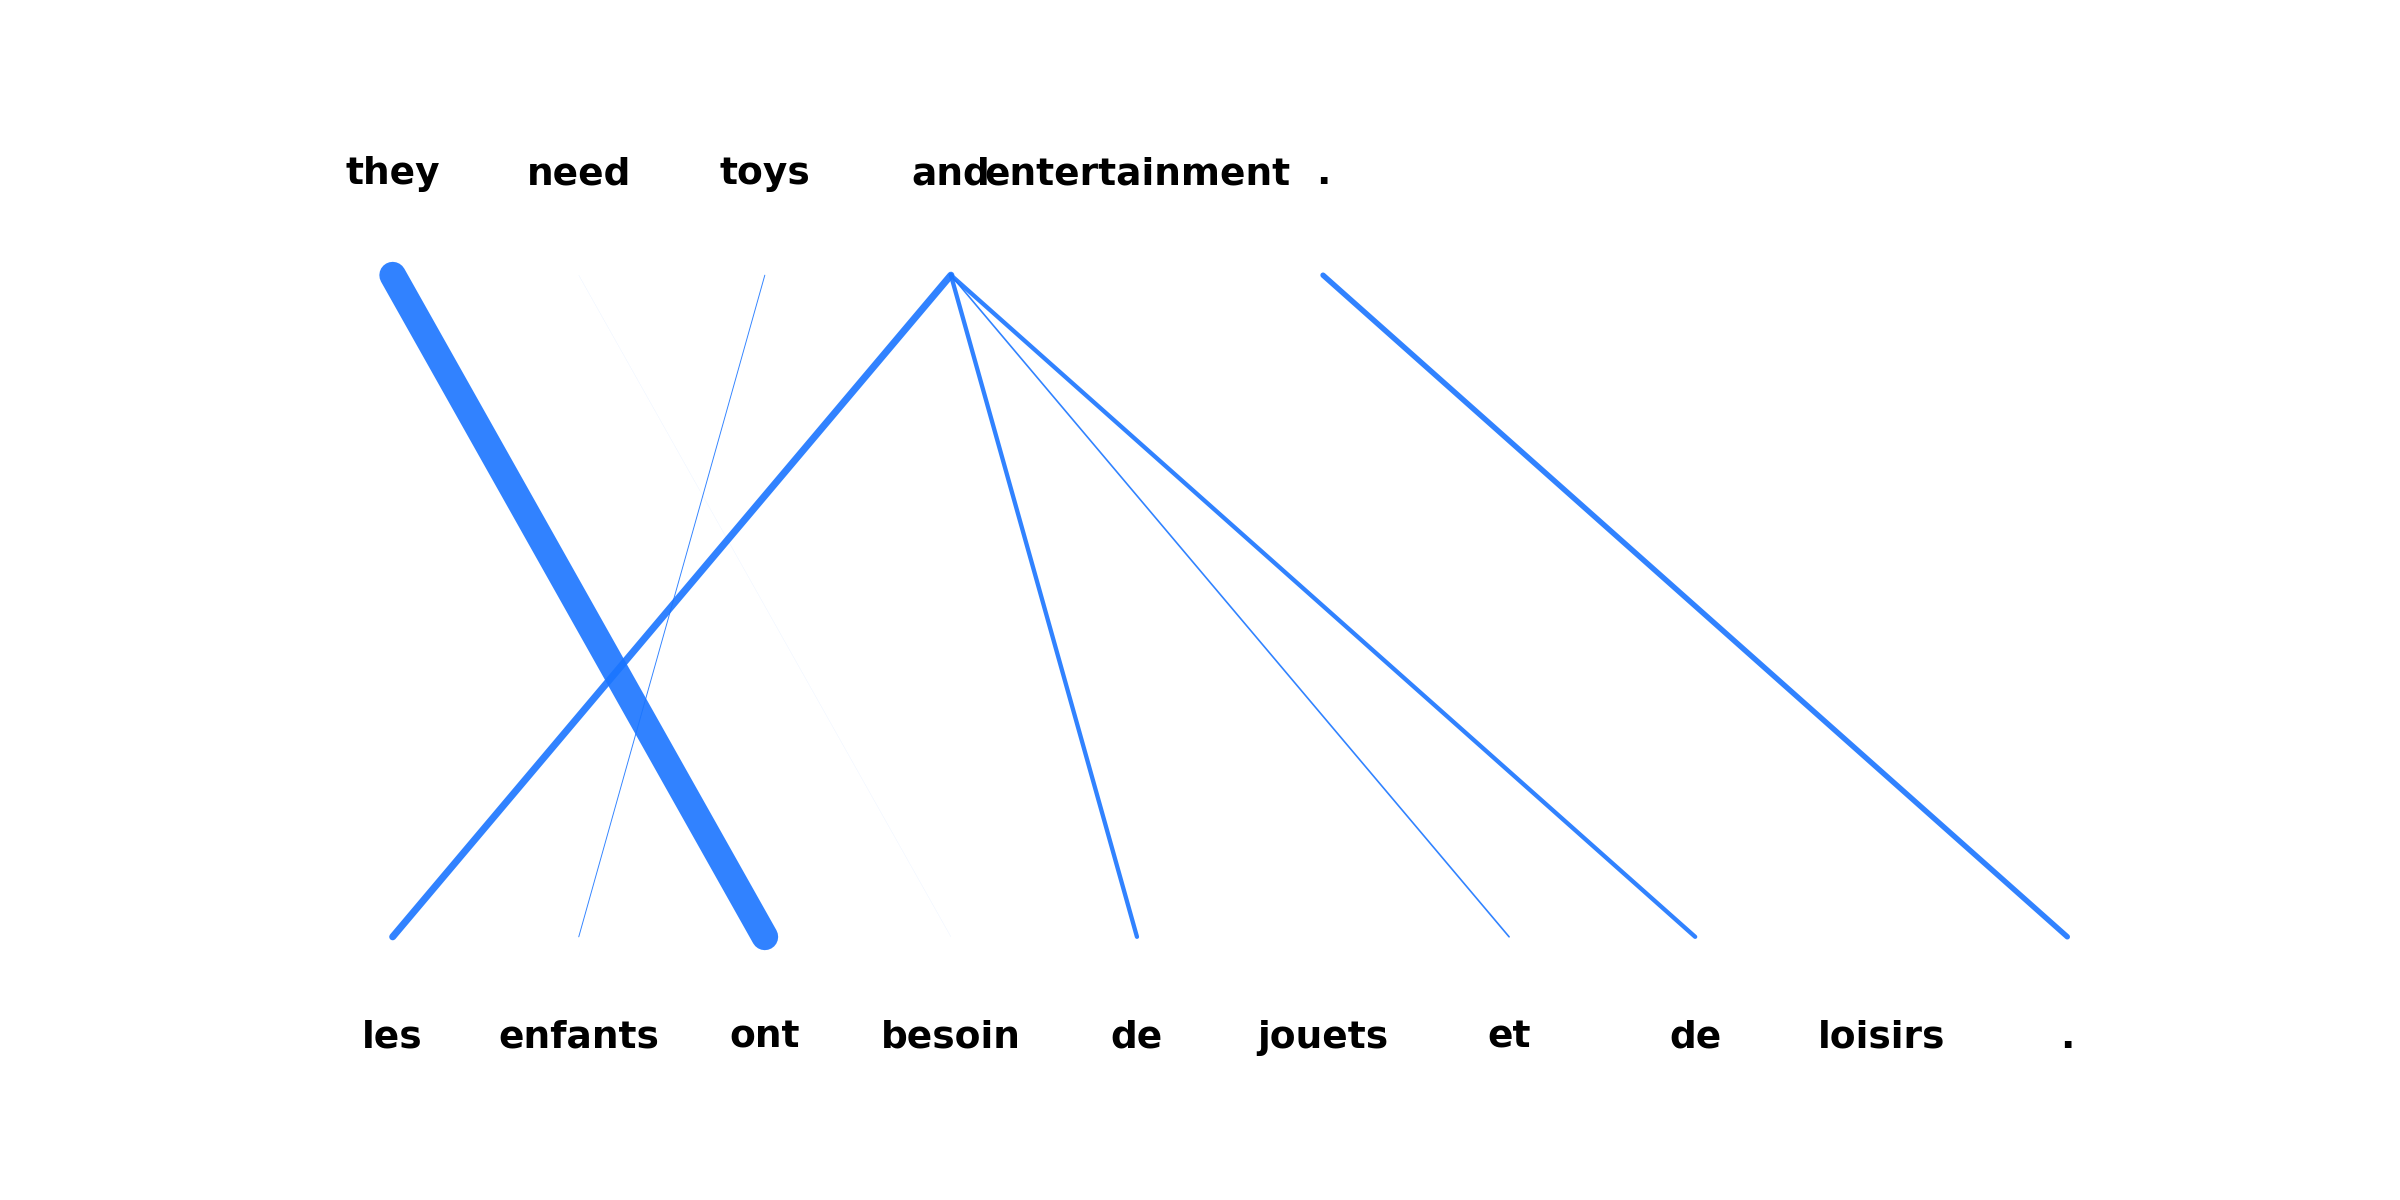 they need toys and entertainment .
les enfants ont besoin de jouets et de loisirs .